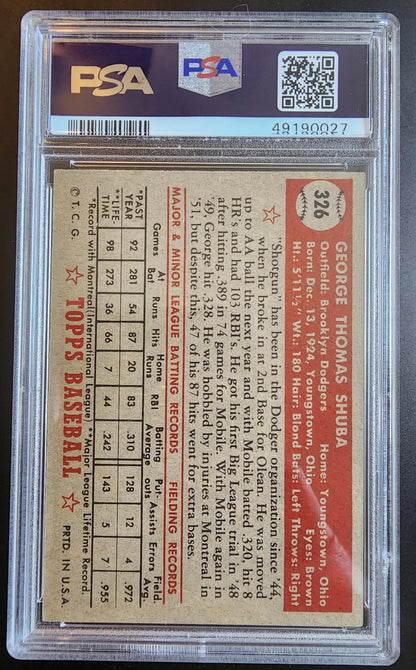 PSA
PSA
49190027
326
GEORGE THOMAS SHUBA
Outfield: Brooklyn Dodgers Home: Youngstown, Ohio
Born: Dec. 13, 1924, Youngstown, Ohio Eyes: Brown
Ht.: 5'11½" Wt.: 180 Hair: Blond Bats: Left Throws: Right
"Shotgun" has been in the Dodger organization since '44,
when he broke in at 2nd Base for Olean. He was moved
up to AA ball the next year and with Mobile batted .320, hit 8
HR's and had 103 RBI's. He got his first Big League trial in '48
after hitting .389 in 74 games for Mobile. With Mobile again in
'49, George hit .328. He was hobbled by injuries at Montreal in
'51, but despite this, 47 of his 87 hits went for extra bases.
MAJOR & MINOR LEAGUE BATTING RECORDS FIELDING RECORDS
Games At Bat Runs Hits Home Runs RBI Batting Average Put-outs Assists Errors Field. Avg.
*PAST YEAR 92 281 54 87 20 83 .310 128 12 4 .972
**LIFE-TIME 98 273 36 66 7 44 .242 143 5 7 .955
*Record with Montreal (International League) **Major League Lifetime Record.
© T. C. G. TOPPS BASEBALL PRTD. IN U.S.A